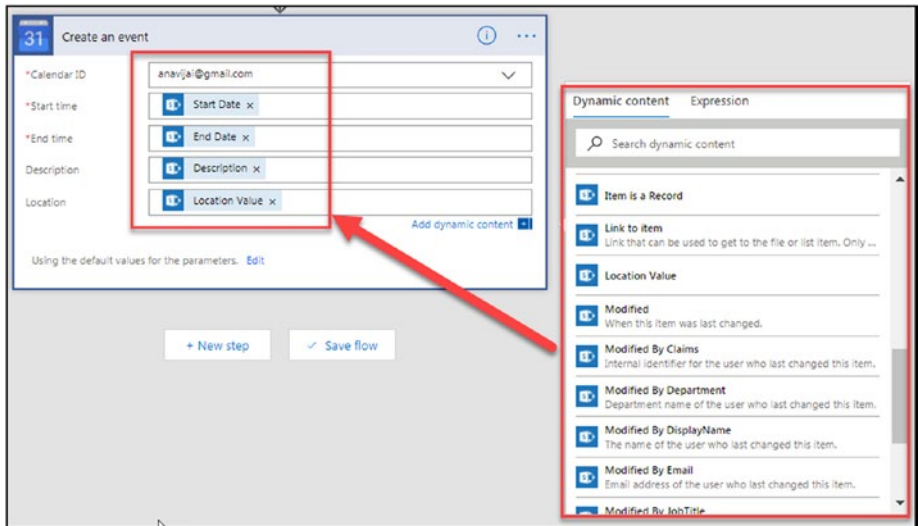 31 Create an event
*Calendar ID anavijai@gmail.com
*Start time Start Date ×
*End time End Date ×
Description Description ×
Location Location Value ×
Add dynamic content +
Using the default values for the parameters. Edit
+ New step
Save flow
Dynamic content Expression
Search dynamic content
Item is a Record
Link to item
Link that can be used to get to the file or list item. Only ...
Location Value
Modified
When this item was last changed.
Modified By Claims
Internal identifier for the user who last changed this item.
Modified By Department
Department name of the user who last changed this item.
Modified By DisplayName
The name of the user who last changed this item.
Modified By Email
Email address of the user who last changed this item.
Modified By JobTitle